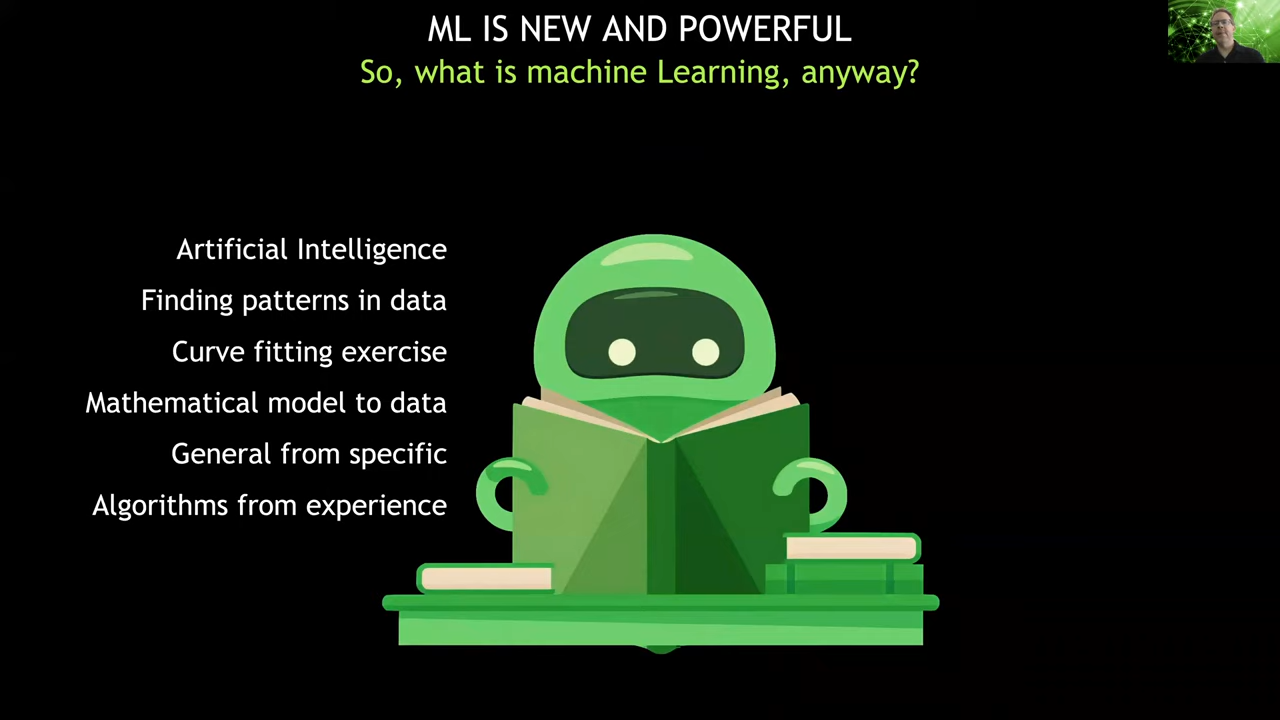 ML IS NEW AND POWERFUL
So, what is machine Learning, anyway?
Artificial Intelligence
Finding patterns in data
Curve fitting exercise
Mathematical model to data
General from specific
Algorithms from experience